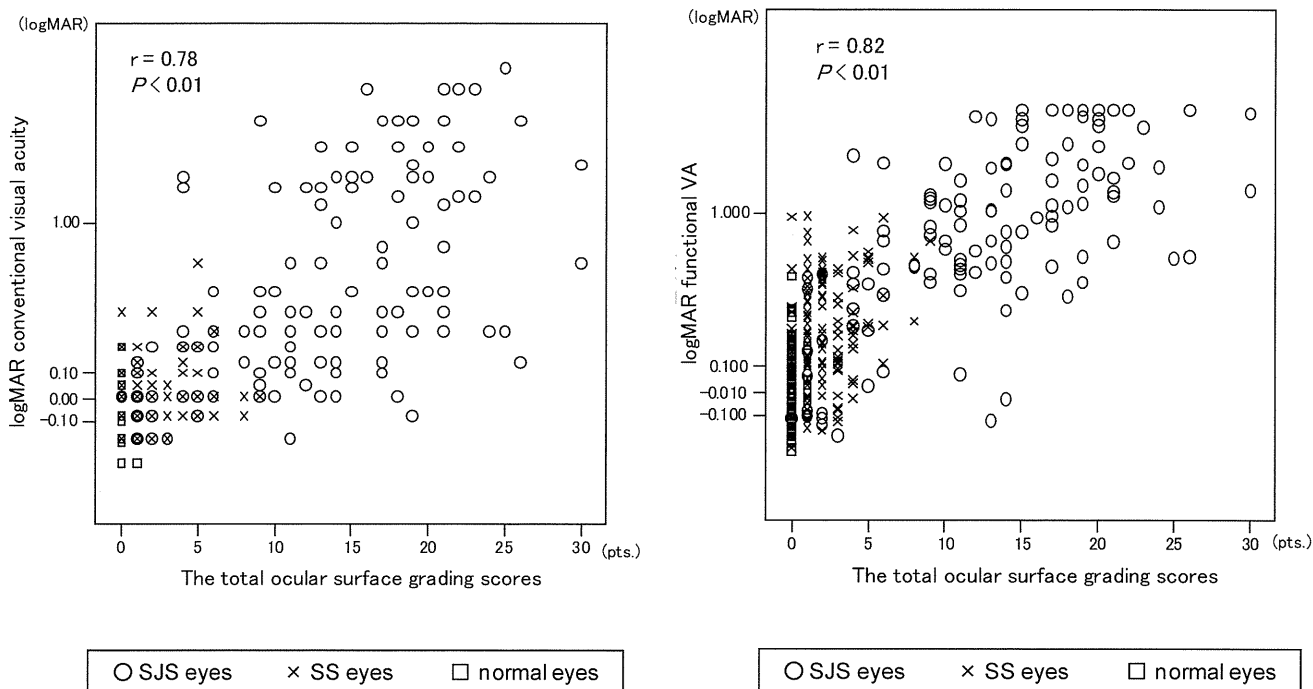 (logMAR)
r = 0.78
P< 0.01
logMAR conventional visual acuity
1.00
0.10
0.00
−0.10
0 5 10 15 20 25 30 (pts.)
The total ocular surface grading scores
SJS eyes × SS eyes normal eyes
(logMAR)
r = 0.82
P< 0.01
logMAR functional VA
1.000
0.100
−0.010
−0.100
0 5 10 15 20 25 30 (pts.)
The total ocular surface grading scores
SJS eyes × SS eyes normal eyes